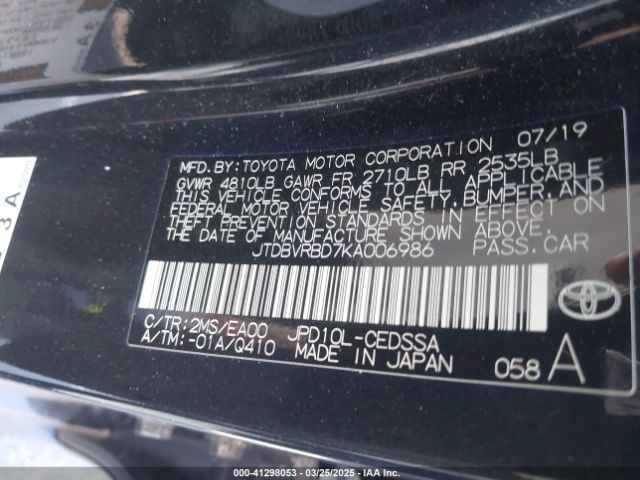 3 A
07/19
MFD. BY: TOYOTA MOTOR CORPORATION
GVWR 4810LB GAWR FR 2710LB RR 2535LB
THIS VEHICLE CONFORMS TO ALL APPLICABLE
FEDERAL MOTOR VEHICLE SAFETY, BUMPER, AND
THEFT PREVENTION STANDARDS IN EFFECT ON
THE DATE OF MANUFACTURE SHOWN ABOVE.
JTDBVRBD7KA006986 PASS. CAR
C/TR: 2MS/EA00 JPD10L-CEDSSA
A/TM: -01A/Q410 MADE IN JAPAN
058 A
000-41298053 / 03/25/2025 - IAA Inc.